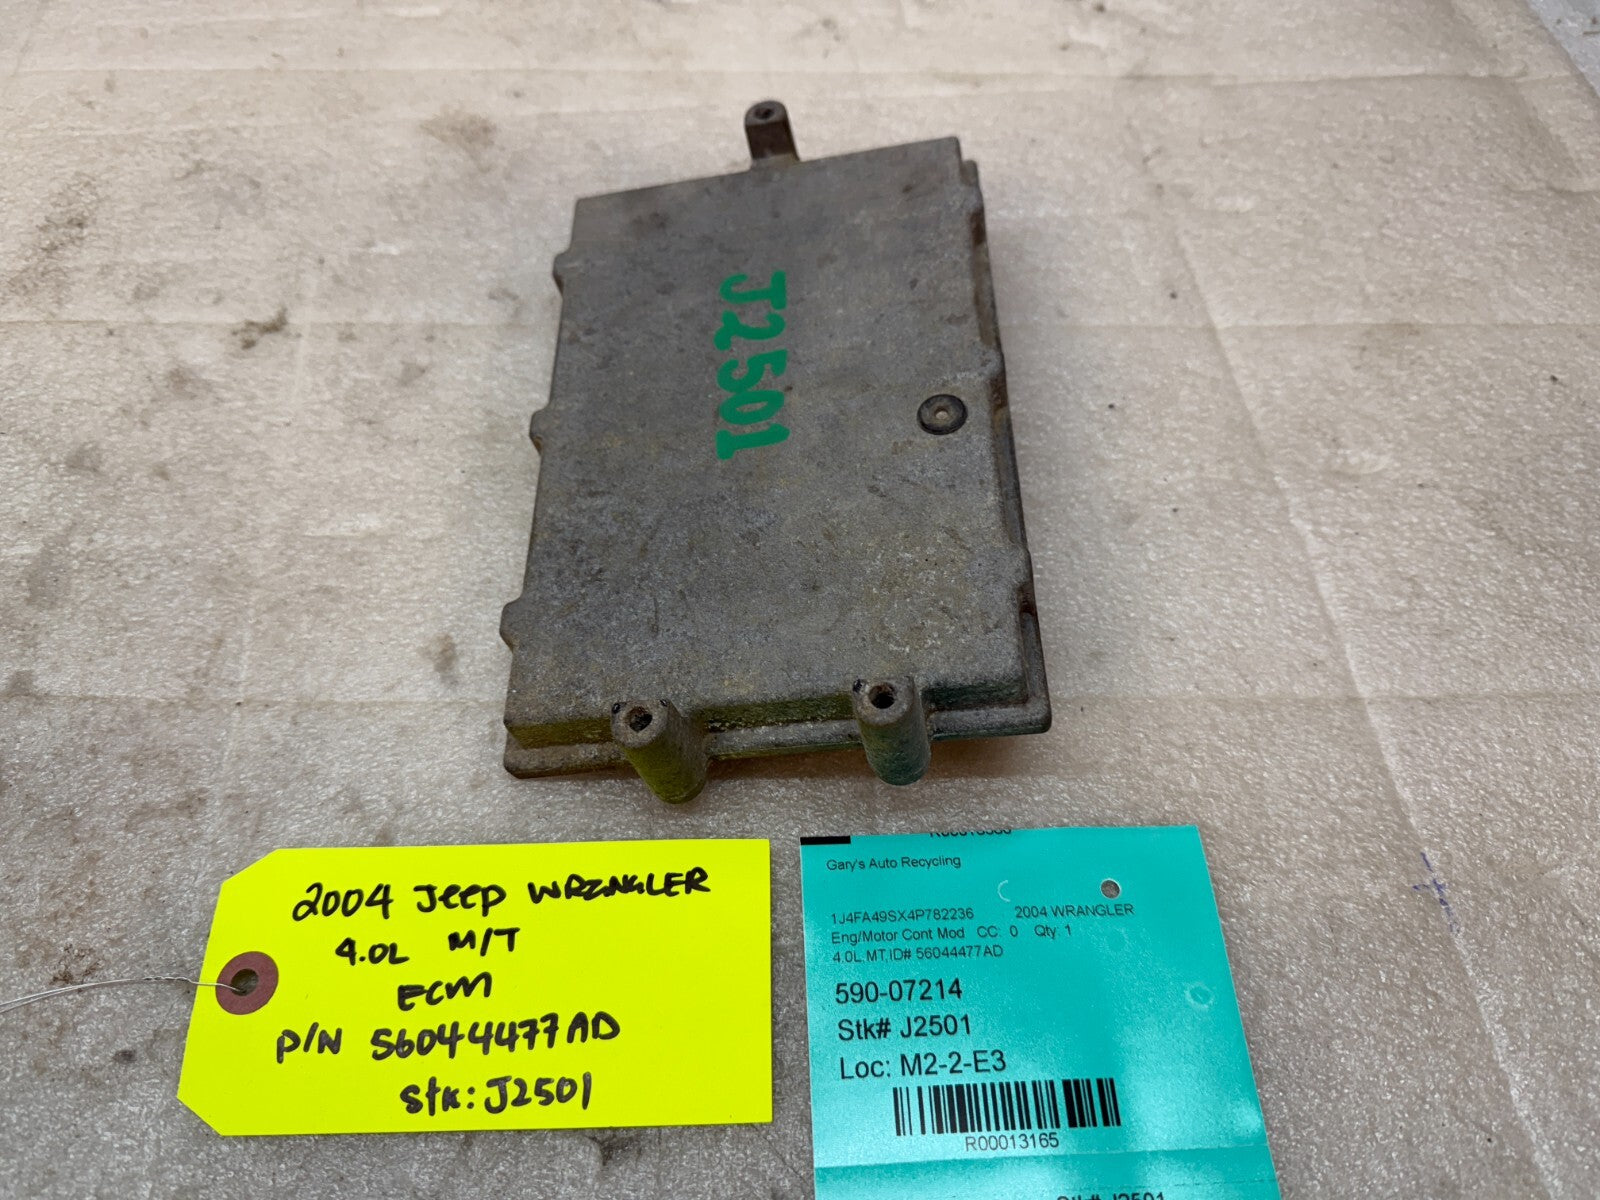 J2501
2004 Jeep WRANGLER
4.0L M/T
ECM
P/N 56044477AD
Stk: J2501
Gary's Auto Recycling
1J4FA49SX4P782236 2004 WRANGLER
Eng/Motor Cont Mod CC: 0 Qty: 1
4.0L,MT,ID# 56044477AD
590-07214
Stk# J2501
Loc: M2-2-E3
R00013165
Stk# J2501